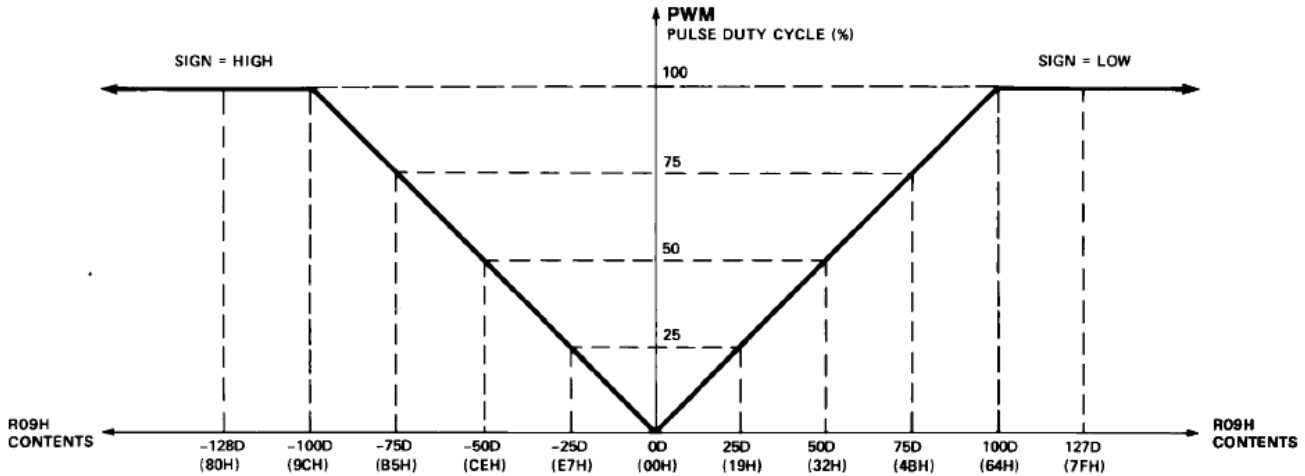 PWM
PULSE DUTY CYCLE (%)
SIGN = HIGH
SIGN = LOW
100
75
50
25
R09H
CONTENTS
-128D
(80H)
-100D
(9CH)
-75D
(B5H)
-50D
(CEH)
-25D
(E7H)
0D
(00H)
25D
(19H)
50D
(32H)
75D
(4BH)
100D
(64H)
127D
(7FH)
R09H
CONTENTS